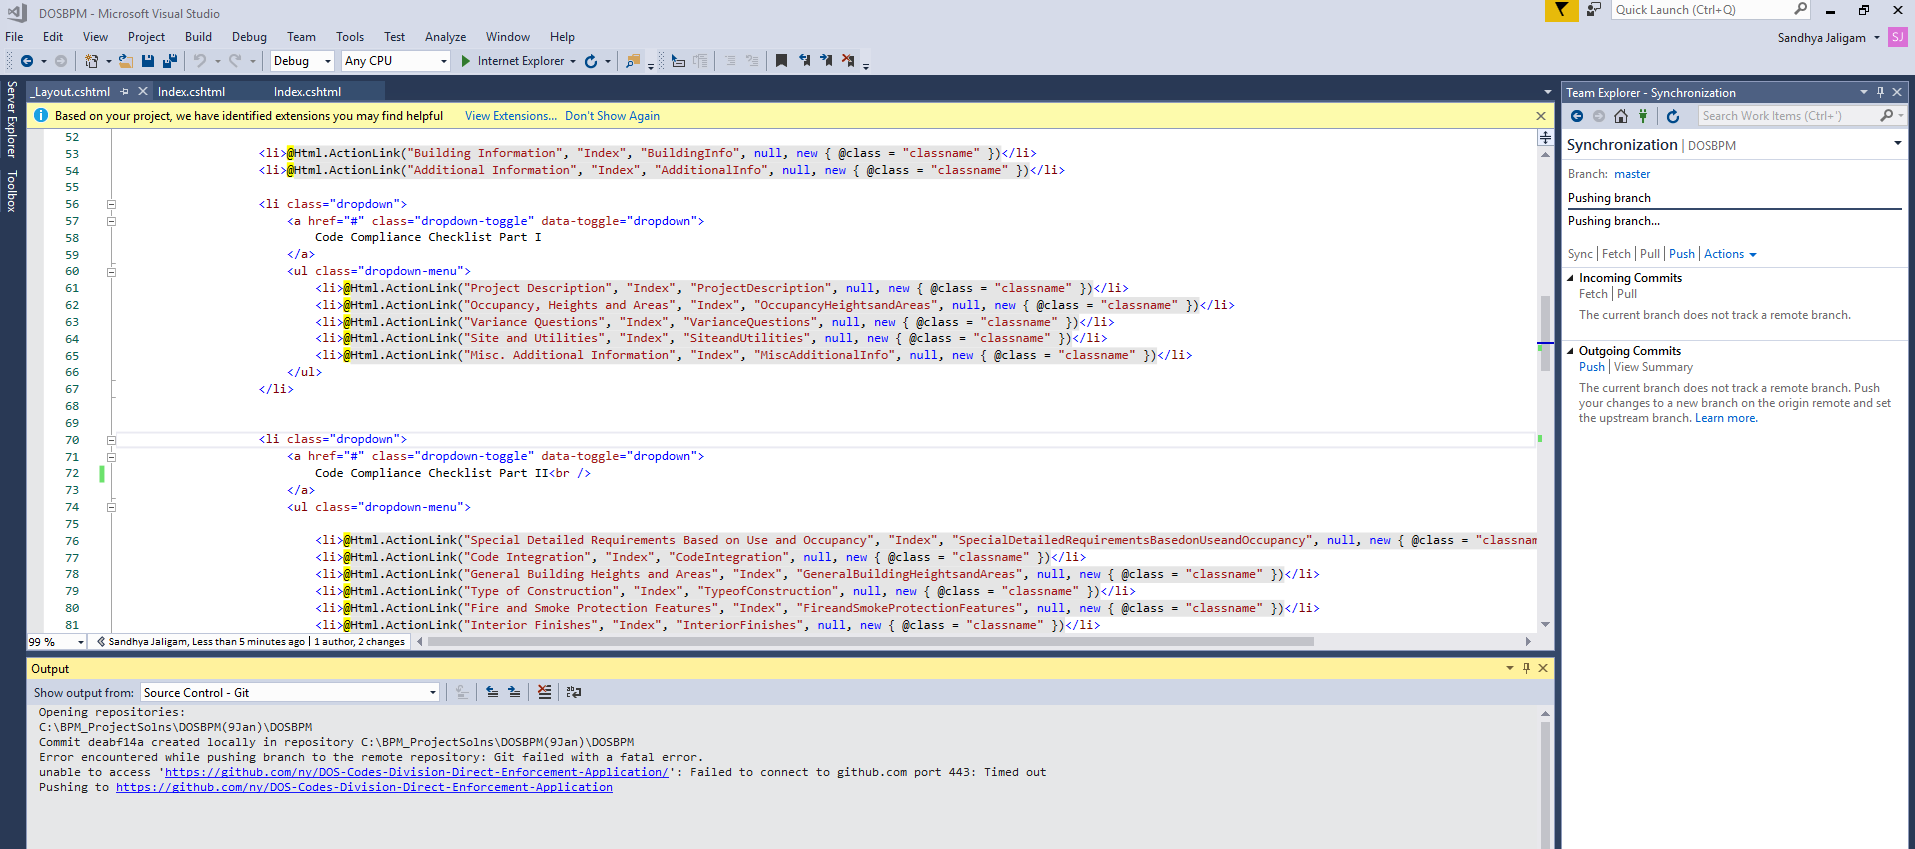 DOSBPM - Microsoft Visual Studio
Quick Launch (Ctrl+Q)
File Edit View Project Build Debug Team Tools Test Analyze Window Help
Sandhya Jaligam SJ
Debug Any CPU Internet Explorer
Server Explorer
Toolbox
_Layout.cshtml Index.cshtml Index.cshtml
Based on your project, we have identified extensions you may find helpful View Extensions... Don't Show Again
52
53 <li>@Html.ActionLink("Building Information", "Index", "BuildingInfo", null, new { @class = "classname" })</li>
54 <li>@Html.ActionLink("Additional Information", "Index", "AdditionalInfo", null, new { @class = "classname" })</li>
55
56 <li class="dropdown">
57 <a href="#" class="dropdown-toggle" data-toggle="dropdown">
58 Code Compliance Checklist Part I
59 </a>
60 <ul class="dropdown-menu">
61 <li>@Html.ActionLink("Project Description", "Index", "ProjectDescription", null, new { @class = "classname" })</li>
62 <li>@Html.ActionLink("Occupancy, Heights and Areas", "Index", "OccupancyHeightsandAreas", null, new { @class = "classname" })</li>
63 <li>@Html.ActionLink("Variance Questions", "Index", "VarianceQuestions", null, new { @class = "classname" })</li>
64 <li>@Html.ActionLink("Site and Utilities", "Index", "SiteandUtilities", null, new { @class = "classname" })</li>
65 <li>@Html.ActionLink("Misc. Additional Information", "Index", "MiscAdditionalInfo", null, new { @class = "classname" })</li>
66 </ul>
67 </li>
68
69
70 <li class="dropdown">
71 <a href="#" class="dropdown-toggle" data-toggle="dropdown">
72 Code Compliance Checklist Part II<br />
73 </a>
74 <ul class="dropdown-menu">
75
76 <li>@Html.ActionLink("Special Detailed Requirements Based on Use and Occupancy", "Index", "SpecialDetailedRequirementsBasedonUseandOccupancy", null, new { @class = "classnam
77 <li>@Html.ActionLink("Code Integration", "Index", "CodeIntegration", null, new { @class = "classname" })</li>
78 <li>@Html.ActionLink("General Building Heights and Areas", "Index", "GeneralBuildingHeightsandAreas", null, new { @class = "classname" })</li>
79 <li>@Html.ActionLink("Type of Construction", "Index", "TypeofConstruction", null, new { @class = "classname" })</li>
80 <li>@Html.ActionLink("Fire and Smoke Protection Features", "Index", "FireandSmokeProtectionFeatures", null, new { @class = "classname" })</li>
81 <li>@Html.ActionLink("Interior Finishes", "Index", "InteriorFinishes", null, new { @class = "classname" })</li>
99 % Sandhya Jaligam, Less than 5 minutes ago | 1 author, 2 changes
Output
Show output from: Source Control - Git
Opening repositories:
C:\BPM_ProjectSolns\DOSBPM(9Jan)\DOSBPM
Commit deabf14a created locally in repository C:\BPM_ProjectSolns\DOSBPM(9Jan)\DOSBPM
Error encountered while pushing branch to the remote repository: Git failed with a fatal error.
unable to access 'https://github.com/ny/DOS-Codes-Division-Direct-Enforcement-Application/': Failed to connect to github.com port 443: Timed out
Pushing to https://github.com/ny/DOS-Codes-Division-Direct-Enforcement-Application
Team Explorer - Synchronization
Search Work Items (Ctrl+')
Synchronization | DOSBPM
Branch: master
Pushing branch
Pushing branch...
Sync | Fetch | Pull | Push | Actions
Incoming Commits
Fetch | Pull
The current branch does not track a remote branch.
Outgoing Commits
Push | View Summary
The current branch does not track a remote branch. Push
your changes to a new branch on the origin remote and set
the upstream branch. Learn more.